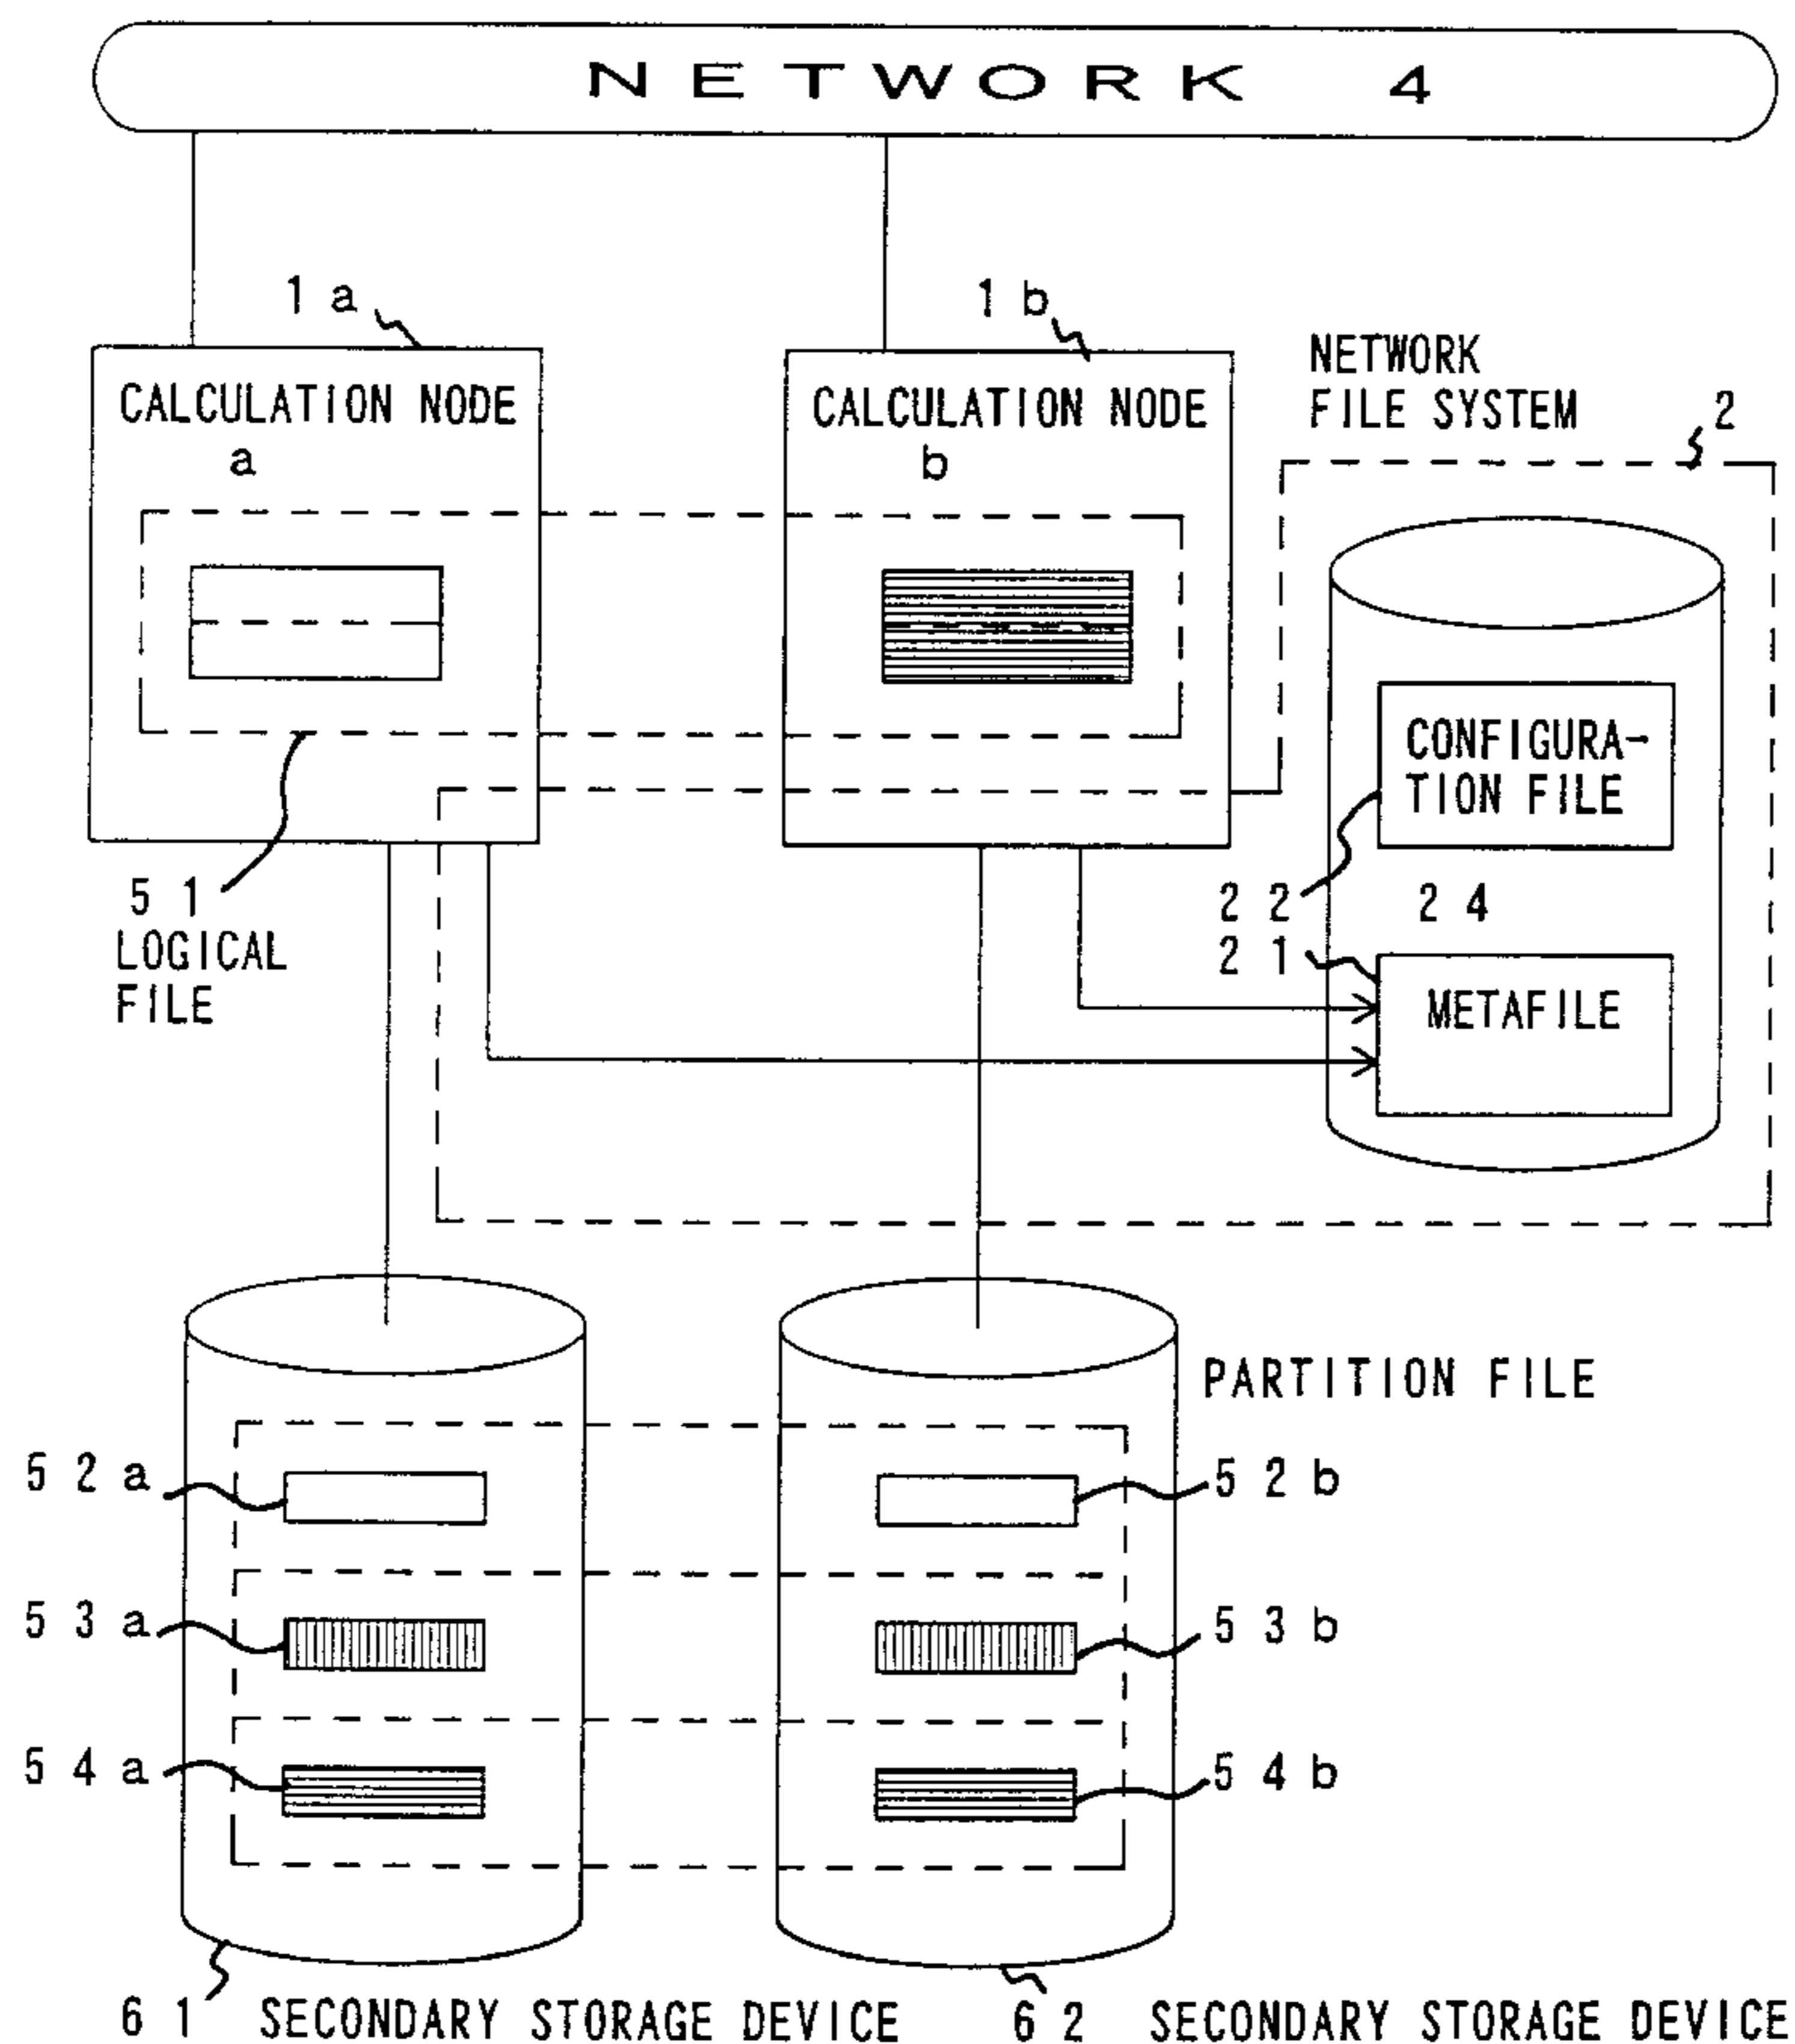 NETWORK 4
1a
1b
CALCULATION NODE
a
CALCULATION NODE
b
NETWORK
FILE SYSTEM
2
CONFIGURA-
TION FILE
51
LOGICAL
FILE
22
24
21
METAFILE
PARTITION FILE
52a
52b
53a
53b
54a
54b
61 SECONDARY STORAGE DEVICE
62 SECONDARY STORAGE DEVICE